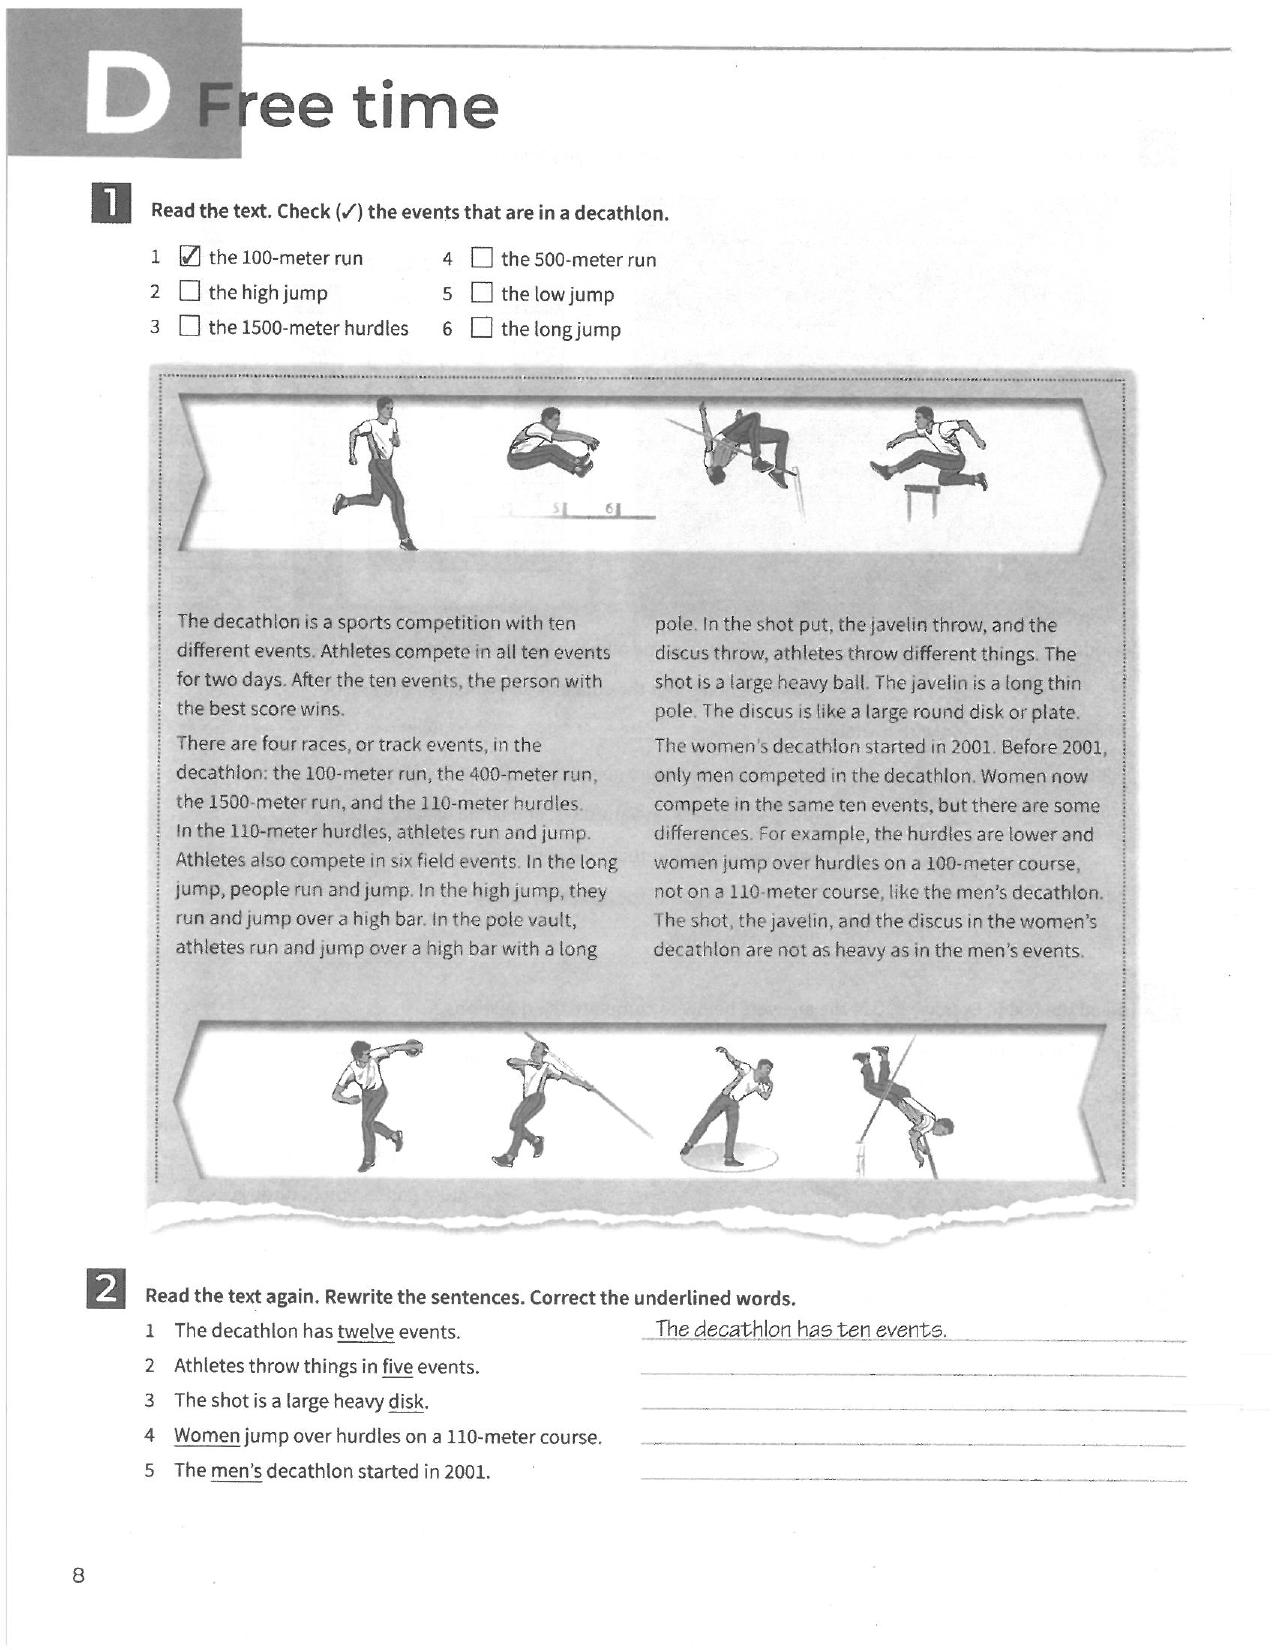 D Free time
1 Read the text. Check (✓) the events that are in a decathlon.
1 ☑ the 100-meter run
2 ☐ the high jump
3 ☐ the 1500-meter hurdles
4 ☐ the 500-meter run
5 ☐ the low jump
6 ☐ the long jump
5 6
The decathlon is a sports competition with ten
different events. Athletes compete in all ten events
for two days. After the ten events, the person with
the best score wins.
There are four races, or track events, in the
decathlon: the 100-meter run, the 400-meter run,
the 1500-meter run, and the 110-meter hurdles.
In the 110-meter hurdles, athletes run and jump.
Athletes also compete in six field events. In the long
jump, people run and jump. In the high jump, they
run and jump over a high bar. In the pole vault,
athletes run and jump over a high bar with a long
pole. In the shot put, the javelin throw, and the
discus throw, athletes throw different things. The
shot is a large heavy ball. The javelin is a long thin
pole. The discus is like a large round disk or plate.
The women's decathlon started in 2001. Before 2001,
only men competed in the decathlon. Women now
compete in the same ten events, but there are some
differences. For example, the hurdles are lower and
women jump over hurdles on a 100-meter course,
not on a 110-meter course, like the men's decathlon.
The shot, the javelin, and the discus in the women's
decathlon are not as heavy as in the men's events.
2 Read the text again. Rewrite the sentences. Correct the underlined words.
1 The decathlon has twelve events. The decathlon has ten events.
2 Athletes throw things in five events.
3 The shot is a large heavy disk.
4 Women jump over hurdles on a 110-meter course.
5 The men's decathlon started in 2001.
8